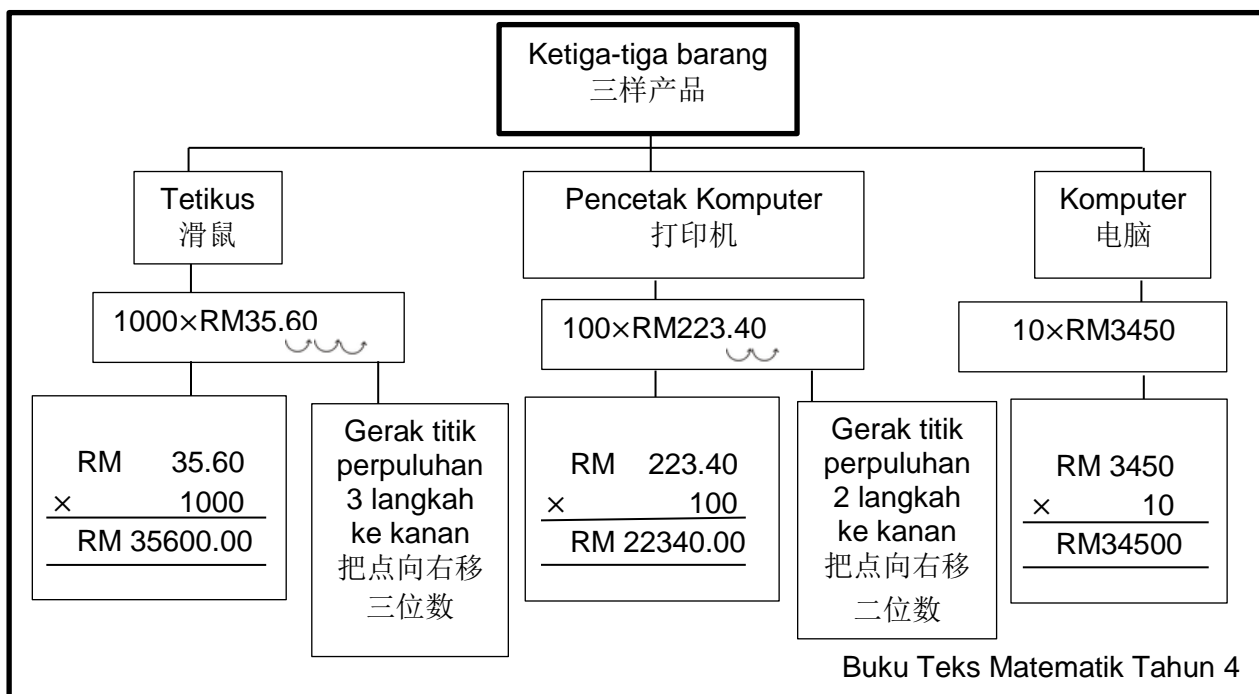 Ketiga-tiga barang
三样产品
Tetikus
滑鼠
Pencetak Komputer
打印机
Komputer
电脑
1000×RM35.60
100×RM223.40
10×RM3450
RM 35.60
× 1000
RM 35600.00
Gerak titik
perpuluhan
3 langkah
ke kanan
把点向右移
三位数
RM 223.40
× 100
RM 22340.00
Gerak titik
perpuluhan
2 langkah
ke kanan
把点向右移
二位数
RM 3450
× 10
RM34500
Buku Teks Matematik Tahun 4